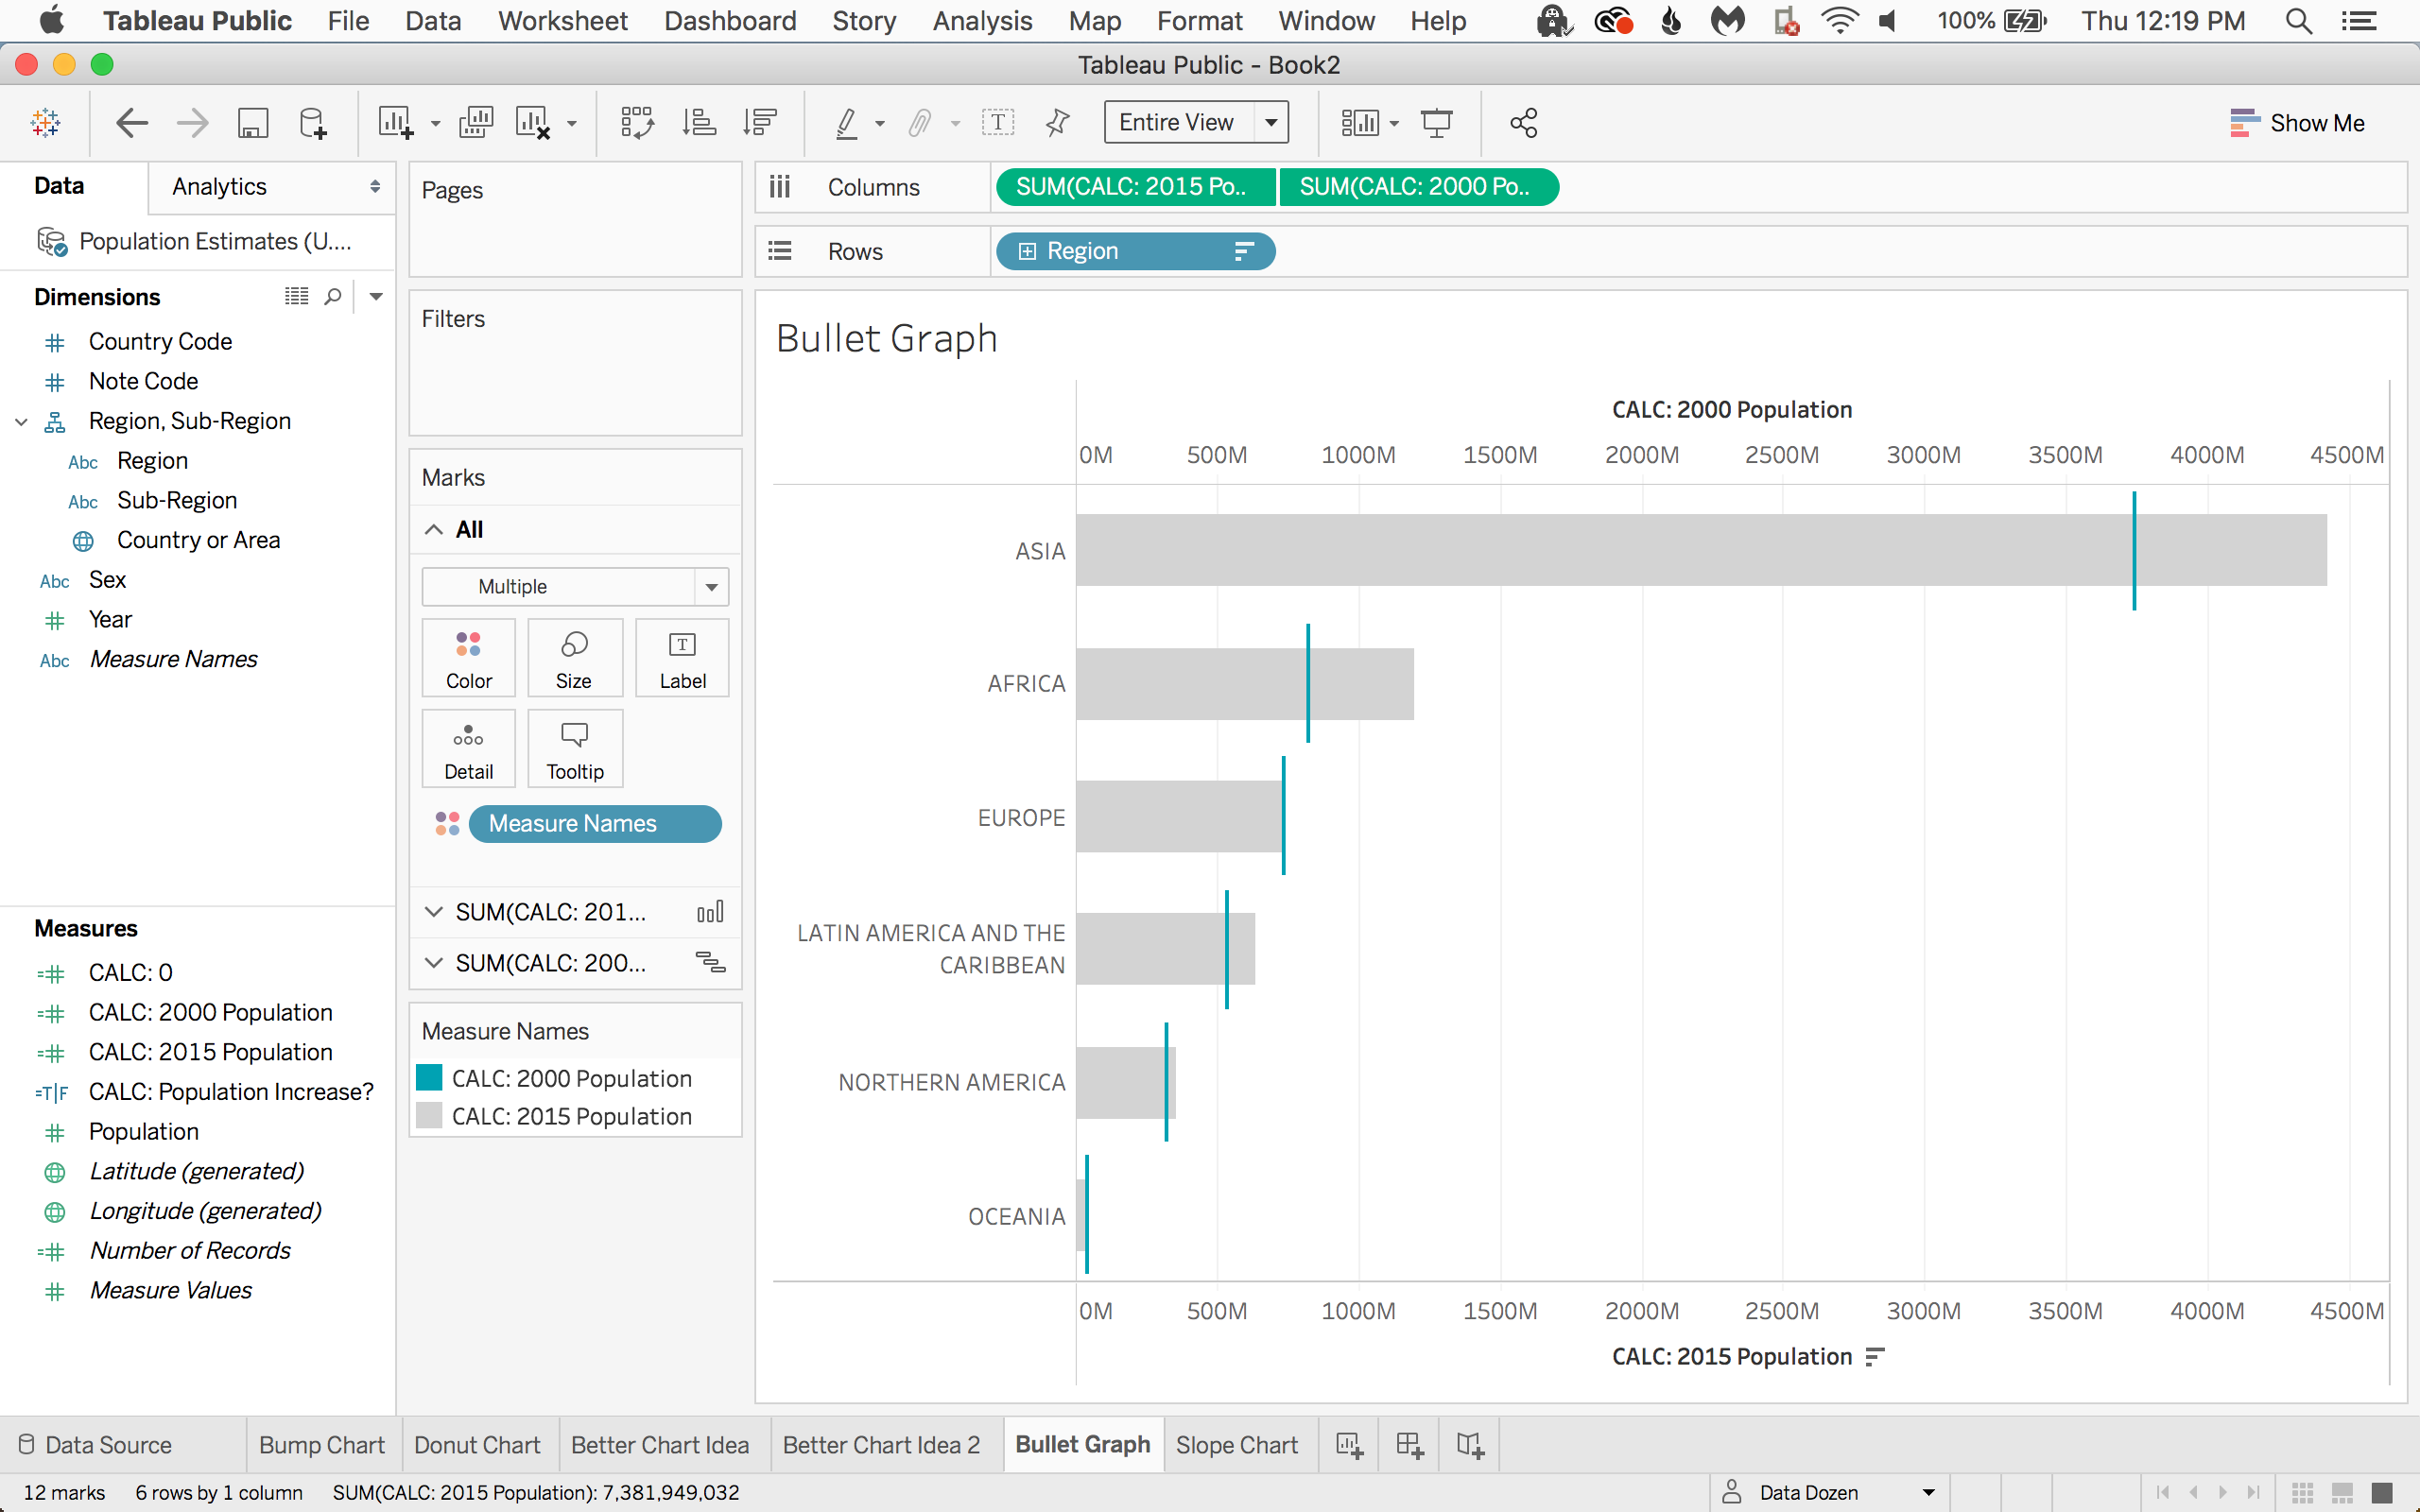 Tableau Public File Data Worksheet Dashboard Story Analysis Map Format Window Help 100% Thu 12:19 PM
Tableau Public - Book2
Entire View Show Me
Data Analytics
Population Estimates (U....
Dimensions
# Country Code
# Note Code
Region, Sub-Region
Abc Region
Abc Sub-Region
Country or Area
Abc Sex
# Year
Abc Measure Names
Measures
=# CALC: 0
=# CALC: 2000 Population
=# CALC: 2015 Population
=T|F CALC: Population Increase?
# Population
Latitude (generated)
Longitude (generated)
=# Number of Records
# Measure Values
Pages
Filters
Marks
All
Multiple
Color Size T Label
Detail Tooltip
Measure Names
SUM(CALC: 201...
SUM(CALC: 200...
Measure Names
CALC: 2000 Population
CALC: 2015 Population
Columns SUM(CALC: 2015 Po.. SUM(CALC: 2000 Po..
Rows Region
Bullet Graph
CALC: 2000 Population
0M 500M 1000M 1500M 2000M 2500M 3000M 3500M 4000M 4500M
ASIA
AFRICA
EUROPE
LATIN AMERICA AND THE
CARIBBEAN
NORTHERN AMERICA
OCEANIA
0M 500M 1000M 1500M 2000M 2500M 3000M 3500M 4000M 4500M
CALC: 2015 Population
Data Source Bump Chart Donut Chart Better Chart Idea Better Chart Idea 2 Bullet Graph Slope Chart
12 marks 6 rows by 1 column SUM(CALC: 2015 Population): 7,381,949,032 Data Dozen